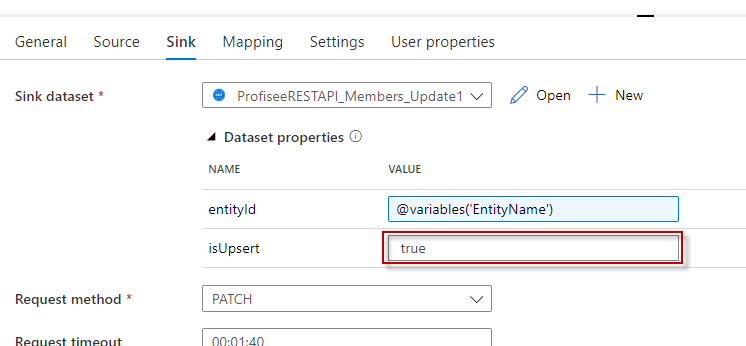 General Source Sink Mapping Settings User properties
Sink dataset * ProfiseeRESTAPI_Members_Update1 Open New
Dataset properties
NAME VALUE
entityId @variables('EntityName')
isUpsert true
Request method * PATCH
Request timeout 00:01:40